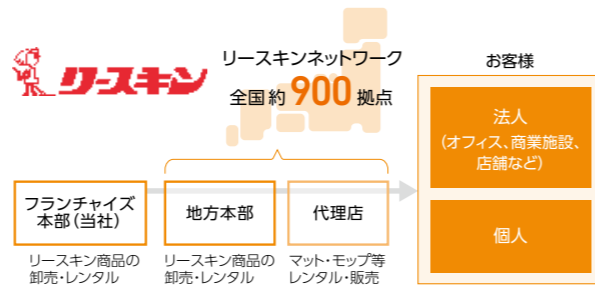 リースキン
リースキンネットワーク
全国約900拠点
お客様
法人
(オフィス、商業施設、
店舗など)
個人
フランチャイズ
本部(当社)
地方本部
代理店
リースキン商品の
卸売・レンタル
リースキン商品の
卸売・レンタル
マット・モップ等
レンタル・販売